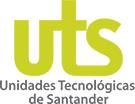 uts
Unidades Tecnológicas
de Santander